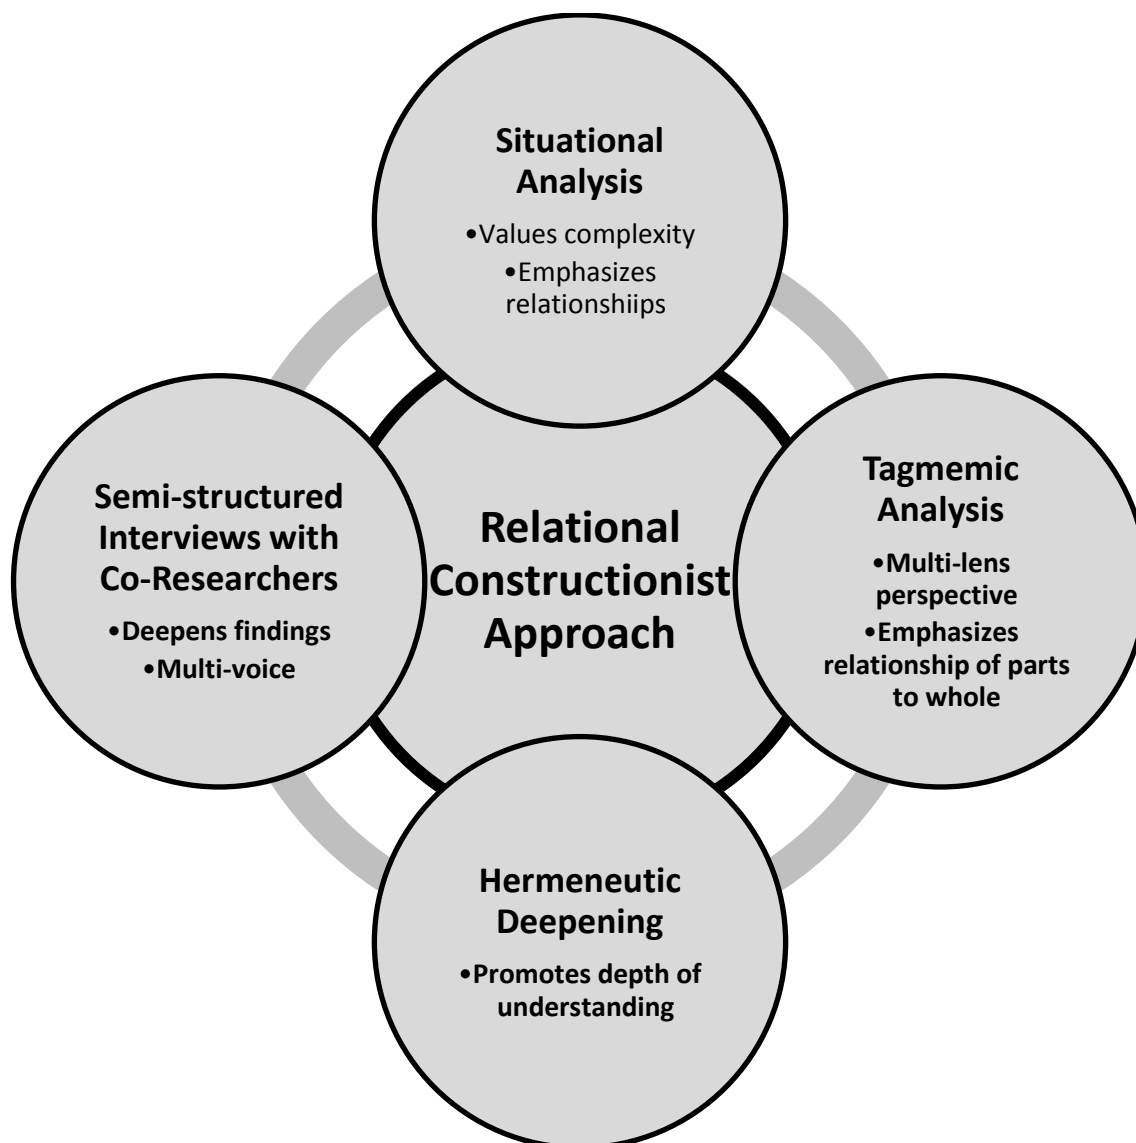 Situational
Analysis
•Values complexity
•Emphasizes
relationshiips
Semi-structured
Interviews with
Co-Researchers
•Deepens findings
•Multi-voice
Relational
Constructionist
Approach
Tagmemic
Analysis
•Multi-lens
perspective
•Emphasizes
relationship of parts
to whole
Hermeneutic
Deepening
•Promotes depth of
understanding